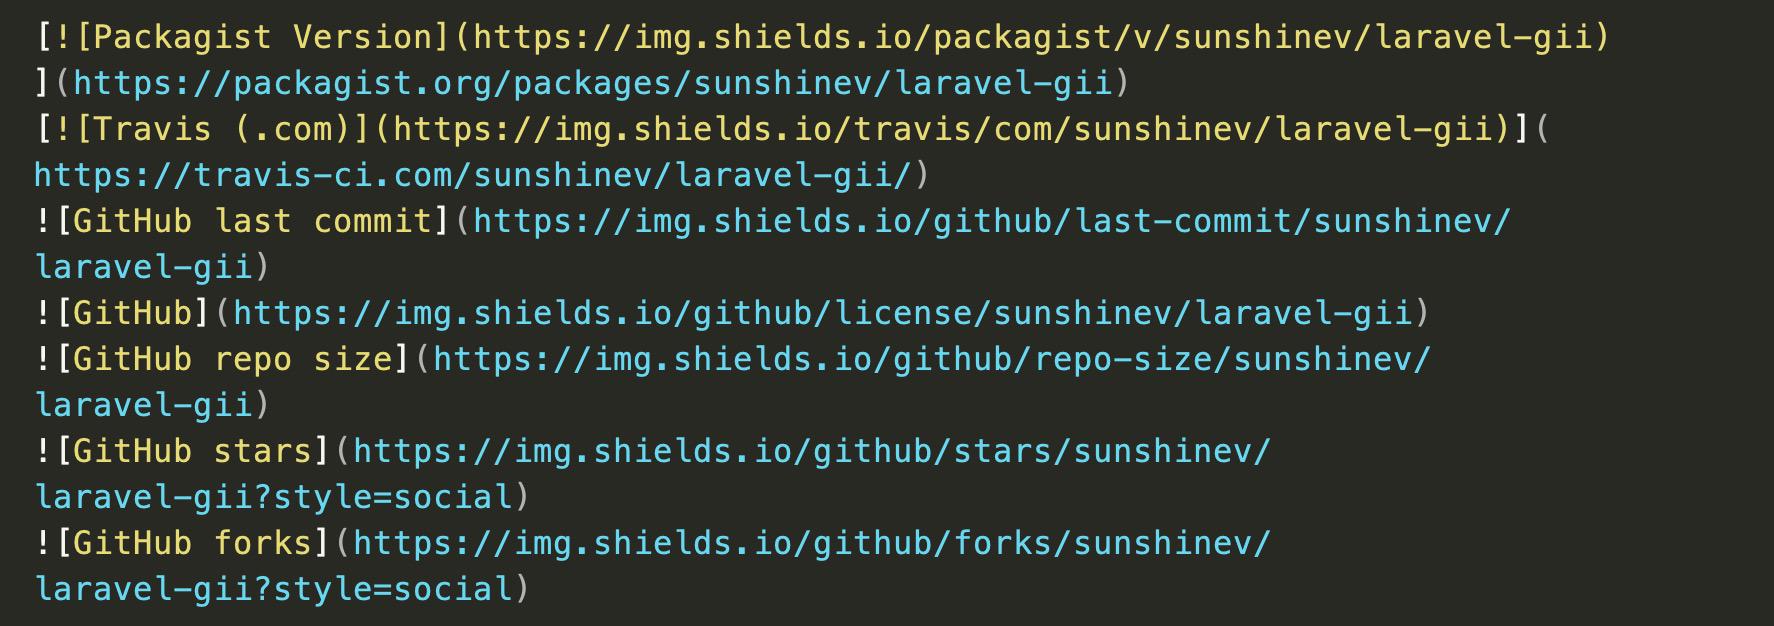 [![Packagist Version](https://img.shields.io/packagist/v/sunshinev/laravel-gii)
](https://packagist.org/packages/sunshinev/laravel-gii)
[![Travis (.com)](https://img.shields.io/travis/com/sunshinev/laravel-gii)](
https://travis-ci.com/sunshinev/laravel-gii/)
![GitHub last commit](https://img.shields.io/github/last-commit/sunshinev/
laravel-gii)
![GitHub](https://img.shields.io/github/license/sunshinev/laravel-gii)
![GitHub repo size](https://img.shields.io/github/repo-size/sunshinev/
laravel-gii)
![GitHub stars](https://img.shields.io/github/stars/sunshinev/
laravel-gii?style=social)
![GitHub forks](https://img.shields.io/github/forks/sunshinev/
laravel-gii?style=social)